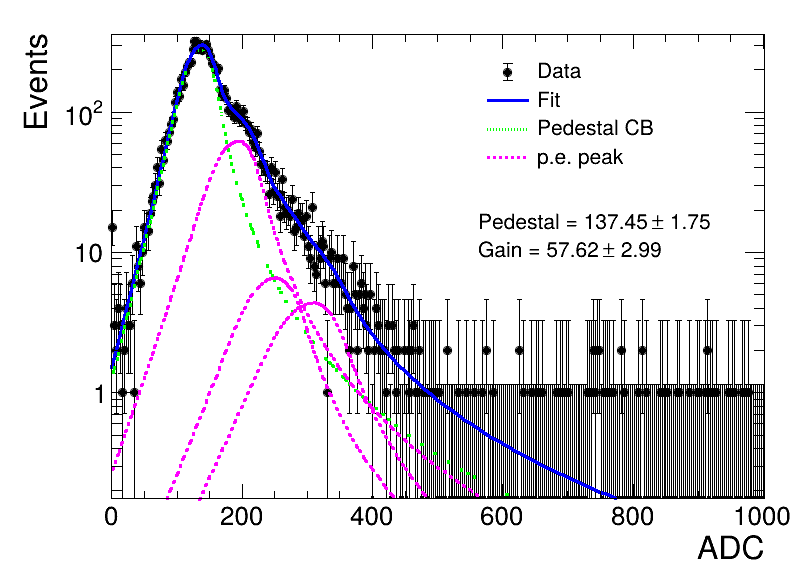 Events
10²
10
1
0
200
400
600
800
1000
ADC
Data
Fit
Pedestal CB
p.e. peak
Pedestal = 137.45 ± 1.75
Gain = 57.62 ± 2.99